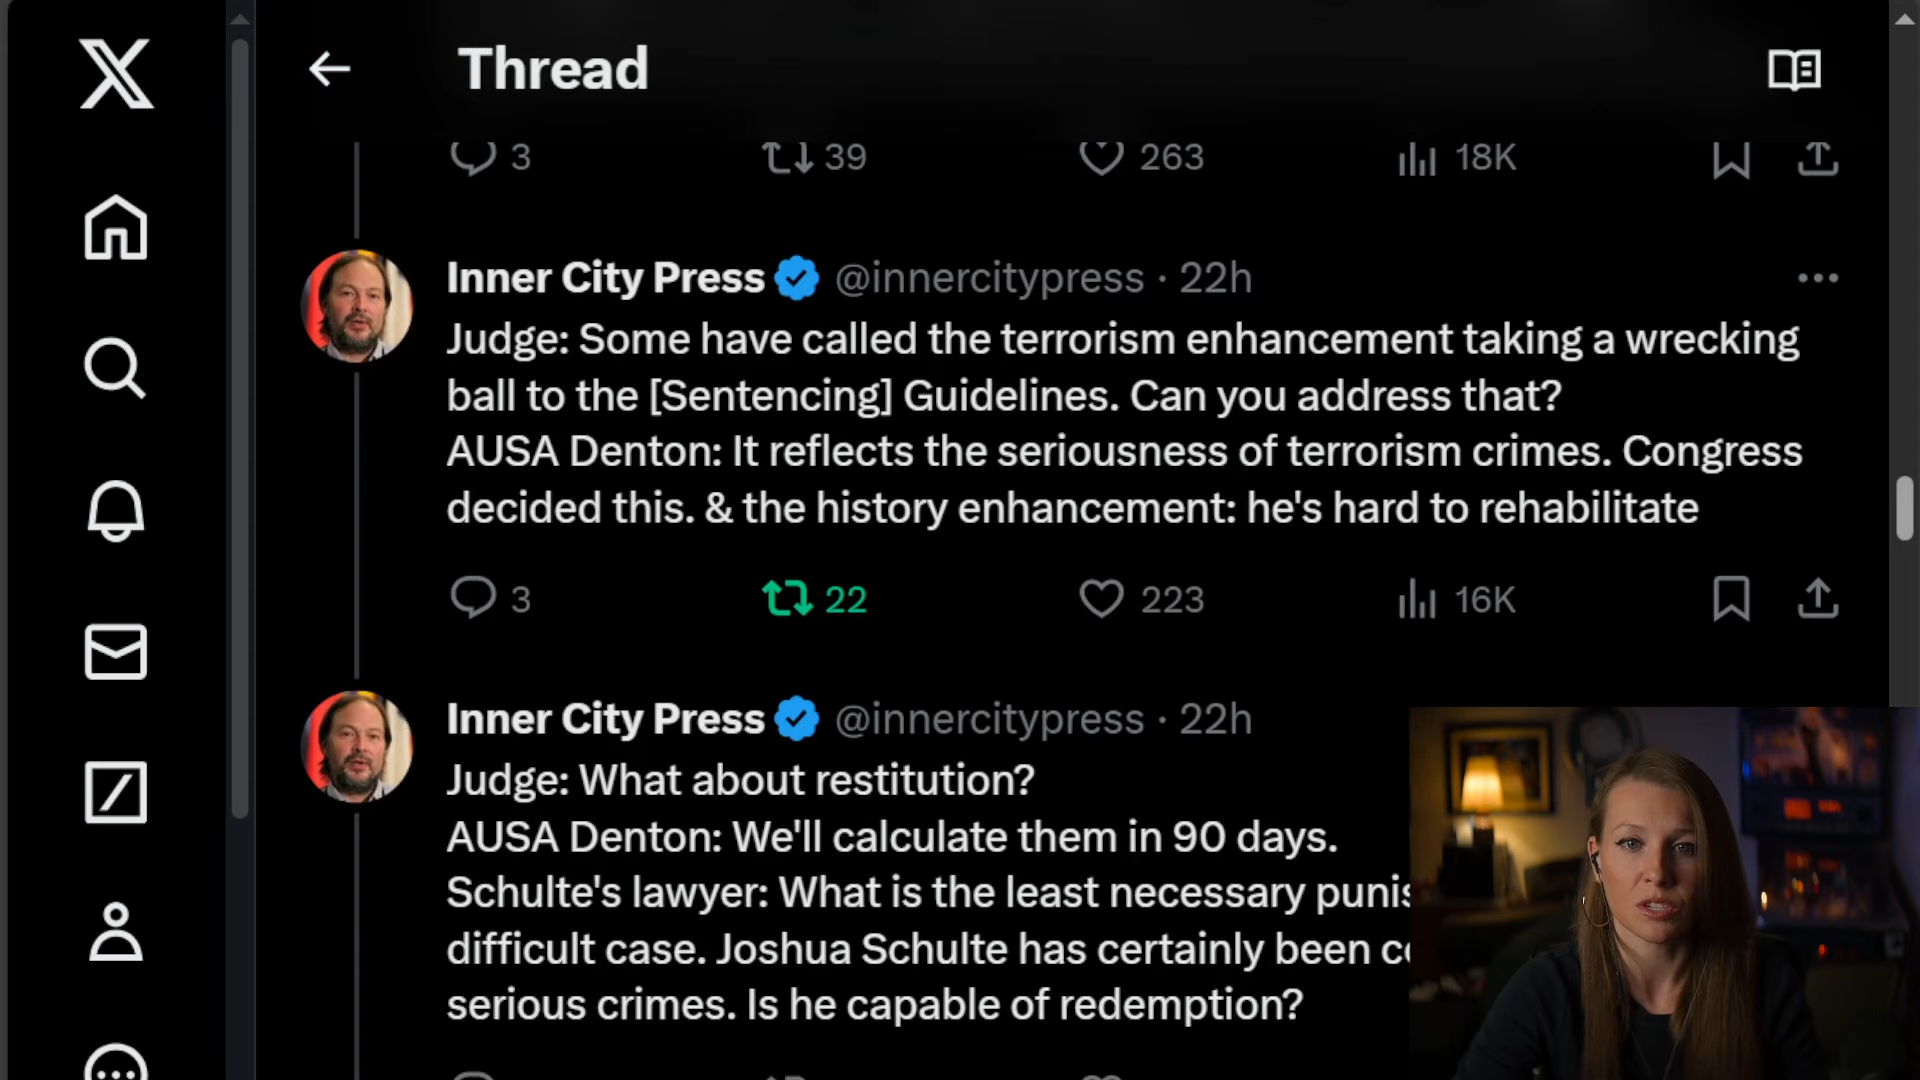 Thread
3 39 263 18K
Inner City Press @innercitypress · 22h
Judge: Some have called the terrorism enhancement taking a wrecking
ball to the [Sentencing] Guidelines. Can you address that?
AUSA Denton: It reflects the seriousness of terrorism crimes. Congress
decided this. & the history enhancement: he's hard to rehabilitate
3 22 223 16K
Inner City Press @innercitypress · 22h
Judge: What about restitution?
AUSA Denton: We'll calculate them in 90 days.
Schulte's lawyer: What is the least necessary
difficult case. Joshua Schulte has certainly been
serious crimes. Is he capable of redemption?